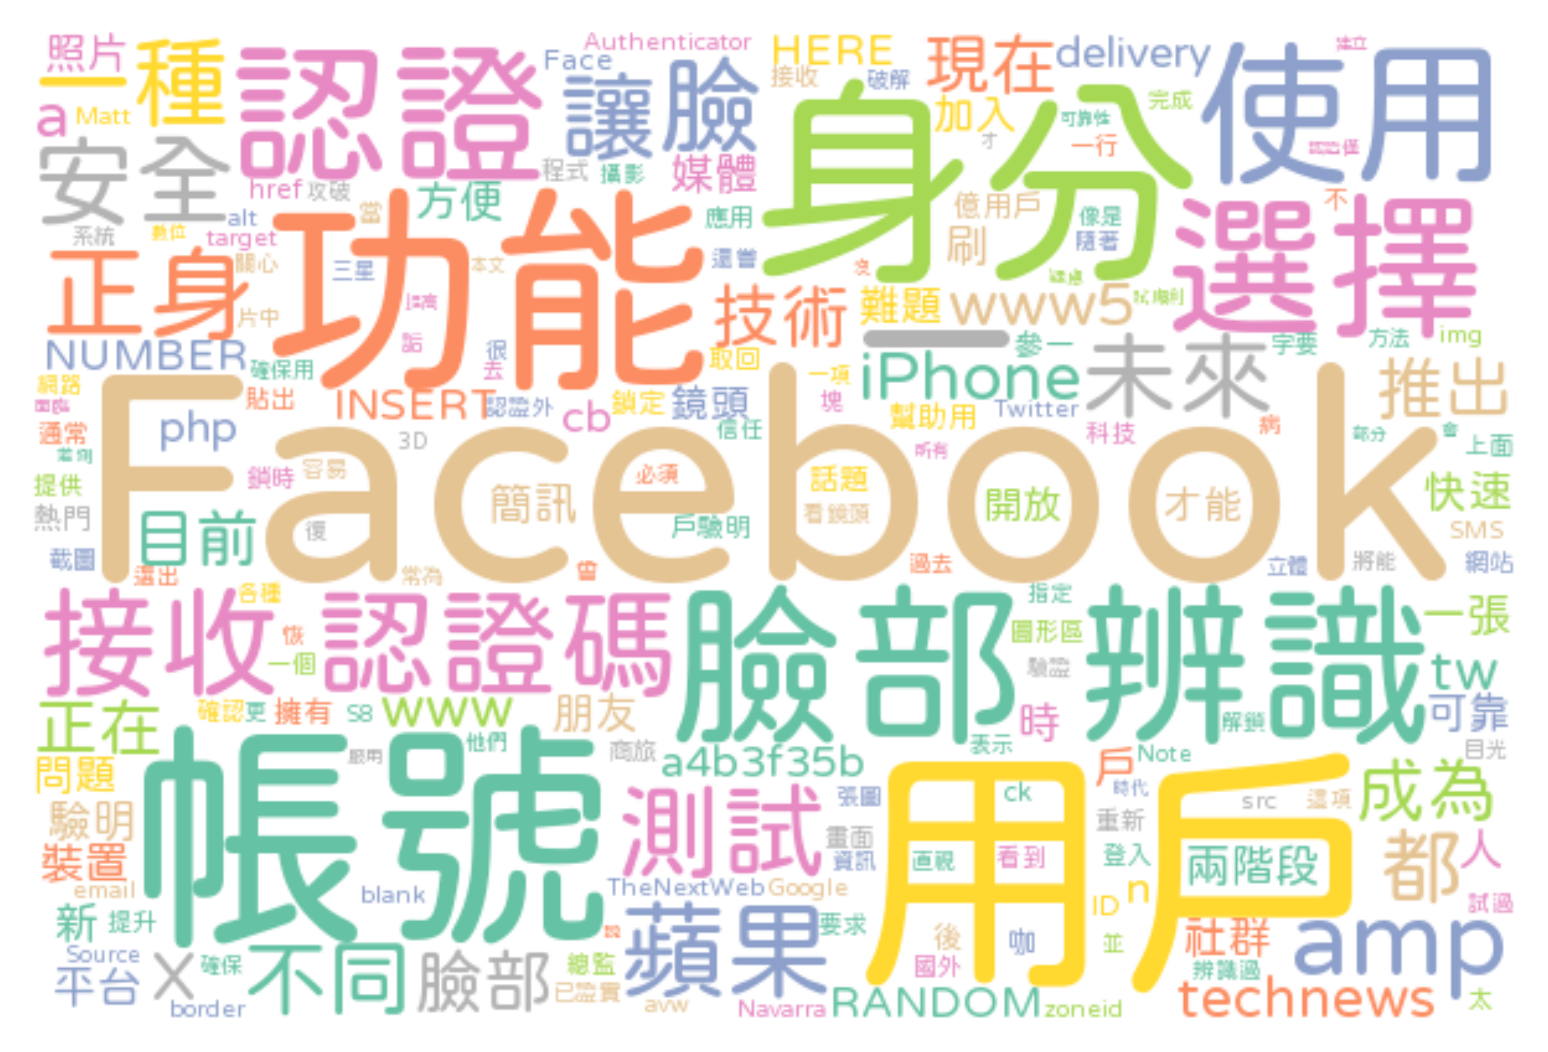 照片
一種
認證
Authenticator
Face
讓臉
HERE
接收
破解
現在
delivery
建立
使用
a
Matt
安全
href
攻破
程式
攝影
媒體
方便
身分
加入
才
可靠性
完成
一行
不
系統
數位
alt
target
當
關心
三星
功能
本文
應用
還嘗
億用戶
刷
像是
隨著
選擇
正身
片中
技術
難題
www5
方法
img
NUMBER
確保用
很
去
取回
iPhone
參一
未來
字要
推出
網路
貼出
INSERT
認證外
cb
鎖定
鏡頭
一項
塊
幫助用
Twitter
科技
病
通常
php
3D
信任
所有
部分
會
上面
Facebook
提供
鎖時
容易
必須
話題
快速
熱門
目前
復
簡訊
戶驗明
看鏡頭
開放
才能
SMS
截圖
選出
常為
曾
過去
立體
將能
網站
接收
各種
恢
一個
認證碼
臉部辨識
指定
圖形區
驗證
一張
tw
正在
確認
更
擁有
S8
www
朋友
時
解鎖
可靠
問題
帳號
他們
商旅
a4b3f35b
表示
戶
Note
目光
驗明
測試
張圖
用戶
ck
時代
src
這項
成為
裝置
畫面
資訊
直視
看到
重新
登入
兩階段
都
人
email
blank
TheNextWeb
Google
ID
n
試過
新
提升
蘋果
要求
後
咖
並
社群
amp
Source
平台
X
確保
不同
臉部
總監
已證實
國外
辨識過
太
border
avw
Navarra
RANDOM
zoneid
technews